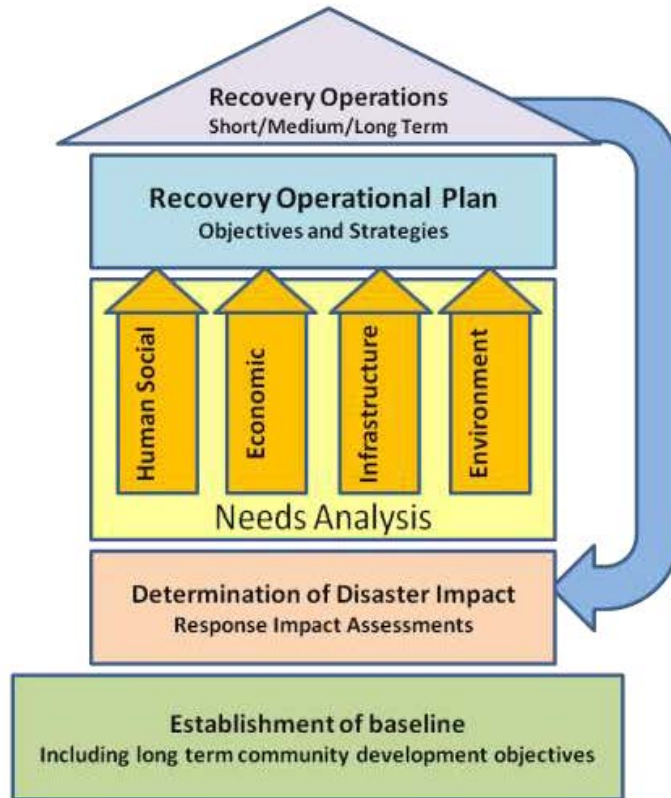 Recovery Operations
Short/Medium/Long Term
Recovery Operational Plan
Objectives and Strategies
Human Social
Economic
Infrastructure
Environment
Needs Analysis
Determination of Disaster Impact
Response Impact Assessments
Establishment of baseline
Including long term community development objectives